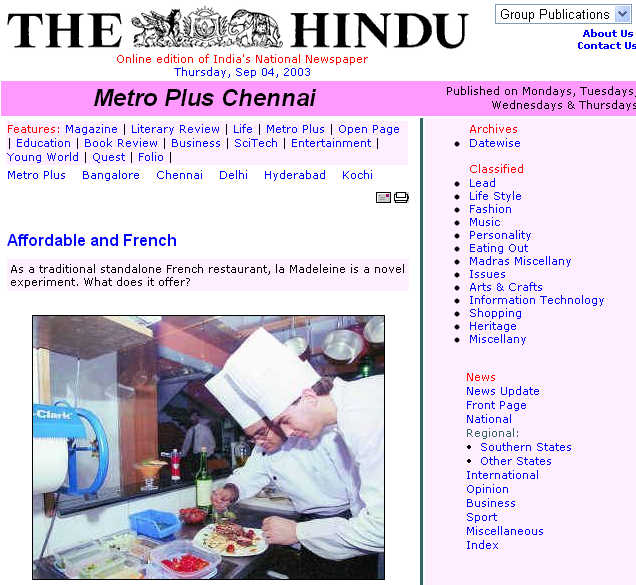 THE HINDU
Group Publications
About Us
Contact Us
Online edition of India's National Newspaper
Thursday, Sep 04, 2003
Metro Plus Chennai
Published on Mondays, Tuesdays,
Wednesdays & Thursdays
Features: Magazine | Literary Review | Life | Metro Plus | Open Page
| Education | Book Review | Business | SciTech | Entertainment |
Young World | Quest | Folio |
Metro Plus Bangalore Chennai Delhi Hyderabad Kochi
Affordable and French
As a traditional standalone French restaurant, la Madeleine is a novel
experiment. What does it offer?
Clark
Archives
Datewise
Classified
Lead
Life Style
Fashion
Music
Personality
Eating Out
Madras Miscellany
Issues
Arts & Crafts
Information Technology
Shopping
Heritage
Miscellany
News
News Update
Front Page
National
Regional:
Southern States
Other States
International
Opinion
Business
Sport
Miscellaneous
Index